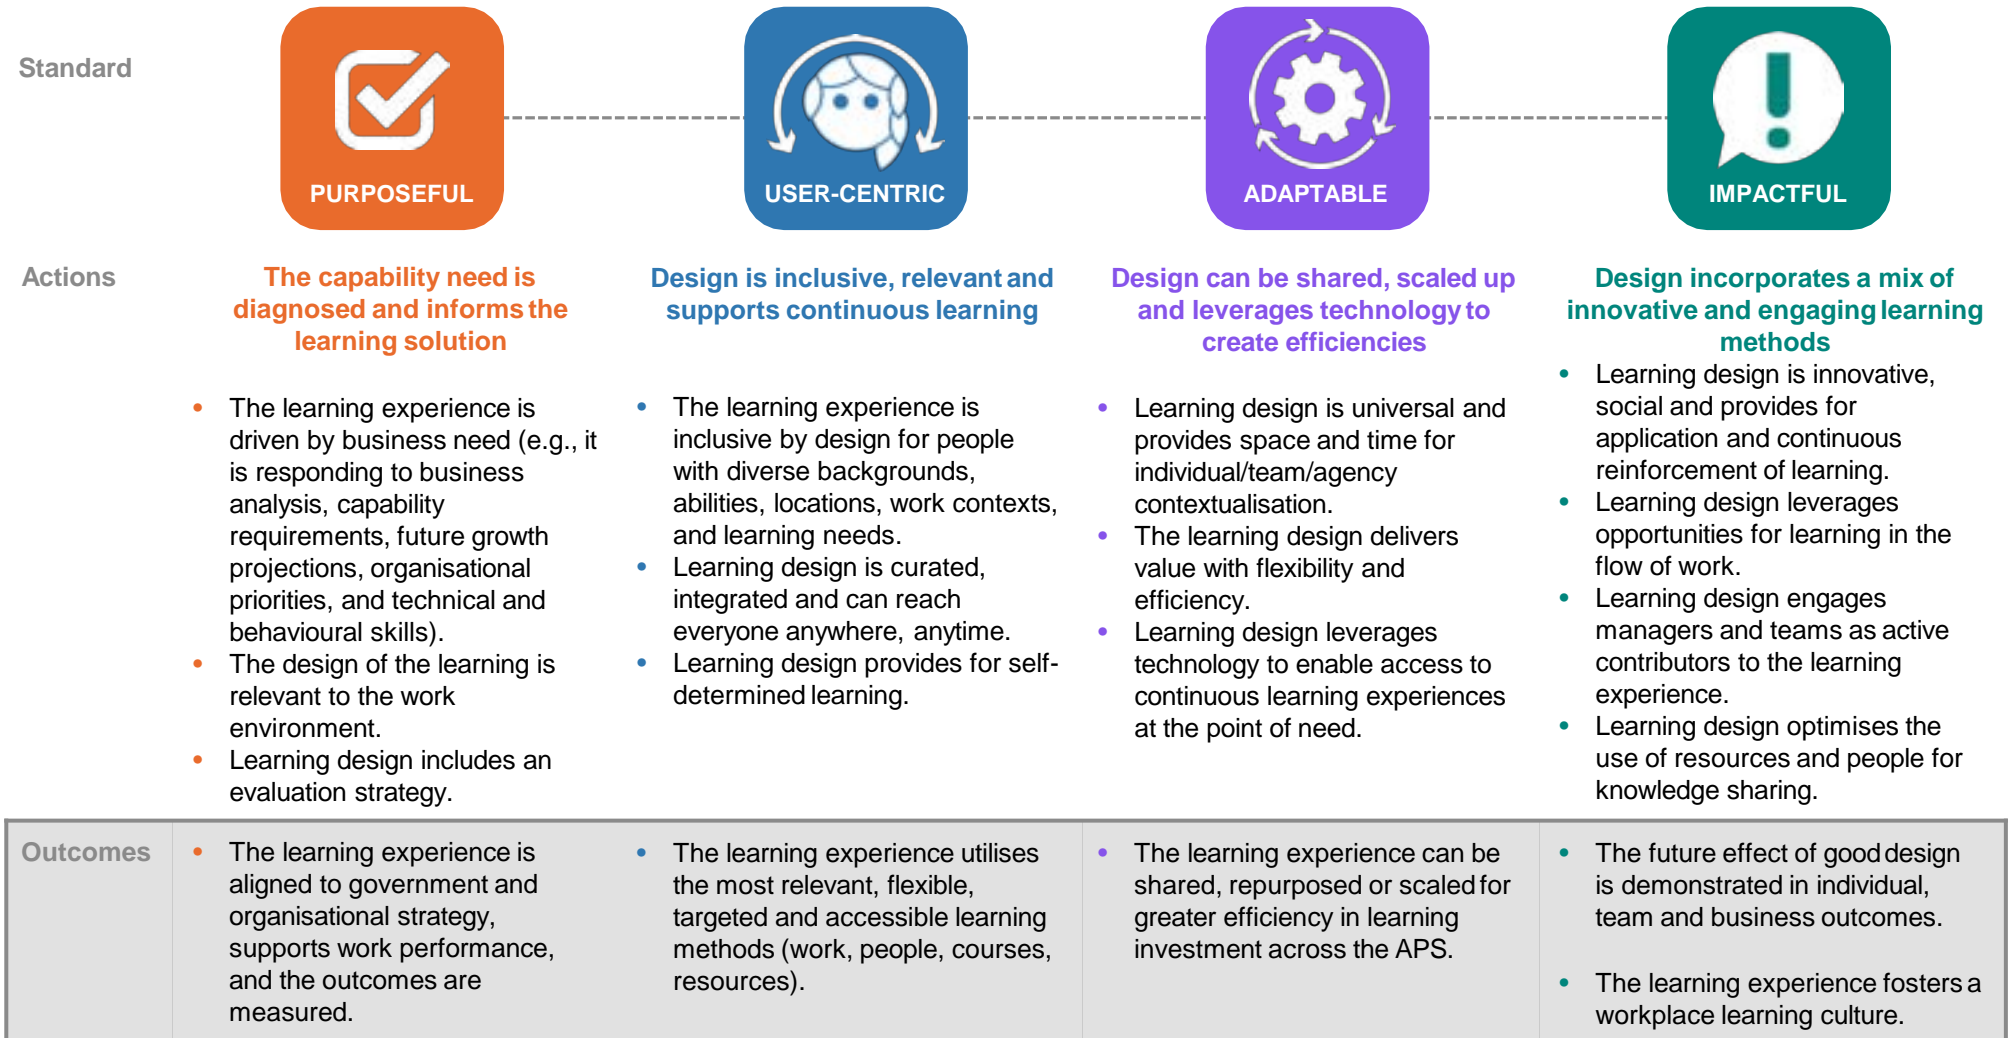 Standard
PURPOSEFUL
USER-CENTRIC
ADAPTABLE
IMPACTFUL
Actions
The capability need is
diagnosed and informs the
learning solution
• The learning experience is
driven by business need (e.g., it
is responding to business
analysis, capability
requirements, future growth
projections, organisational
priorities, and technical and
behavioural skills).
• The design of the learning is
relevant to the work
environment.
• Learning design includes an
evaluation strategy.
Design is inclusive, relevant and
supports continuous learning
• The learning experience is
inclusive by design for people
with diverse backgrounds,
abilities, locations, work contexts,
and learning needs.
• Learning design is curated,
integrated and can reach
everyone anywhere, anytime.
• Learning design provides for self-
determined learning.
Design can be shared, scaled up
and leverages technology to
create efficiencies
• Learning design is universal and
provides space and time for
individual/team/agency
contextualisation.
• The learning design delivers
value with flexibility and
efficiency.
• Learning design leverages
technology to enable access to
continuous learning experiences
at the point of need.
Design incorporates a mix of
innovative and engaging learning
methods
• Learning design is innovative,
social and provides for
application and continuous
reinforcement of learning.
• Learning design leverages
opportunities for learning in the
flow of work.
• Learning design engages
managers and teams as active
contributors to the learning
experience.
• Learning design optimises the
use of resources and people for
knowledge sharing.
Outcomes
• The learning experience is
aligned to government and
organisational strategy,
supports work performance,
and the outcomes are
measured.
• The learning experience utilises
the most relevant, flexible,
targeted and accessible learning
methods (work, people, courses,
resources).
• The learning experience can be
shared, repurposed or scaled for
greater efficiency in learning
investment across the APS.
• The future effect of good design
is demonstrated in individual,
team and business outcomes.
• The learning experience fosters a
workplace learning culture.